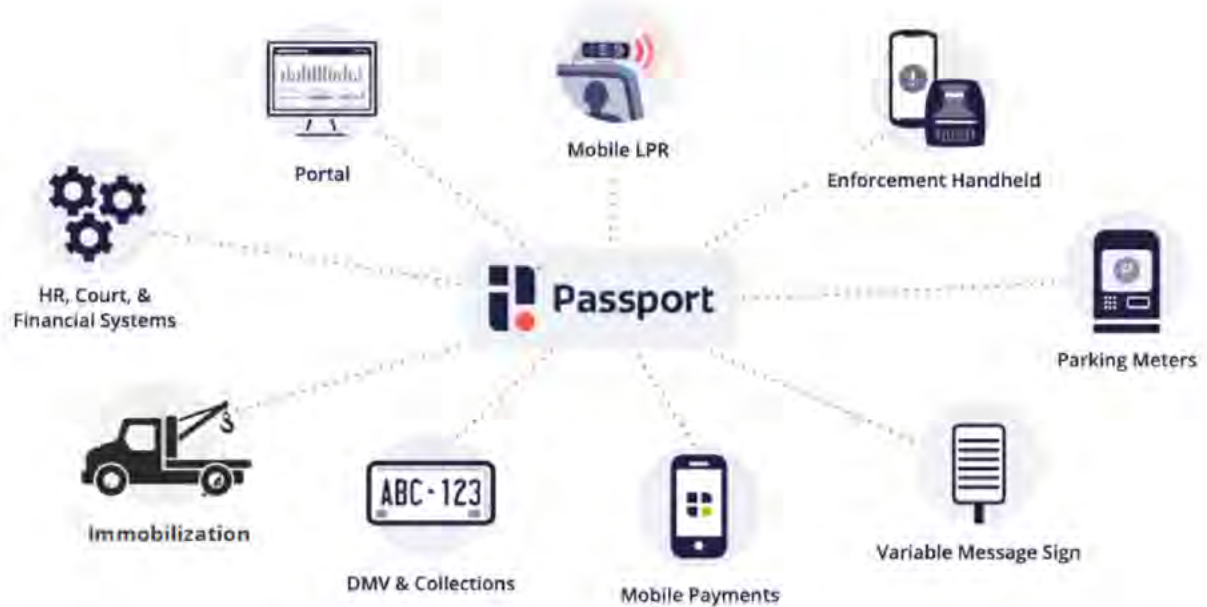 Portal
Mobile LPR
Enforcement Handheld
HR, Court, &
Financial Systems
Passport
Parking Meters
Immobilization
ABC-123
DMV & Collections
Mobile Payments
Variable Message Sign